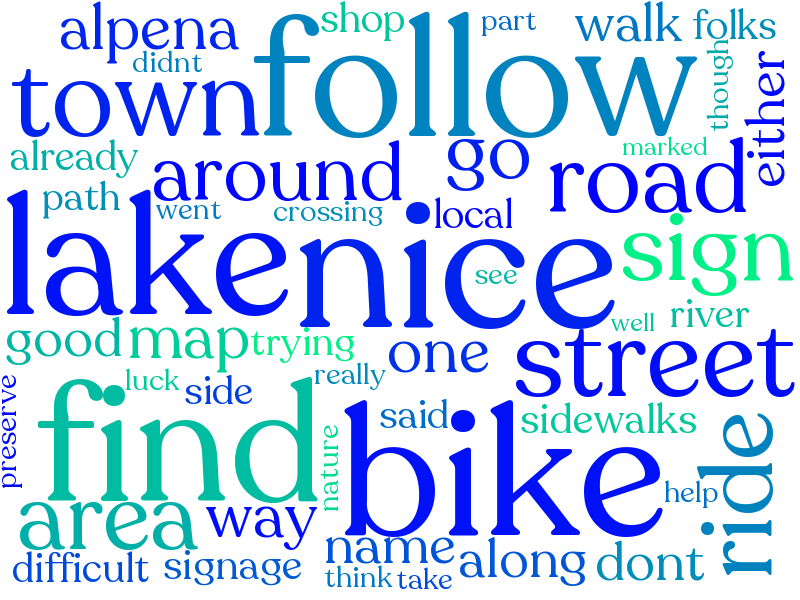 alpena
shop
part
walk
folks
didnt
town
follow
though
either
already
around
go
marked
road
path
went
crossing
local
lake
nice
see
sign
good
map
trying
one
well
river
street
luck
side
really
preserve
find
said
bike
sidewalks
nature
ride
help
area
way
name
along
dont
difficult
signage
think
take